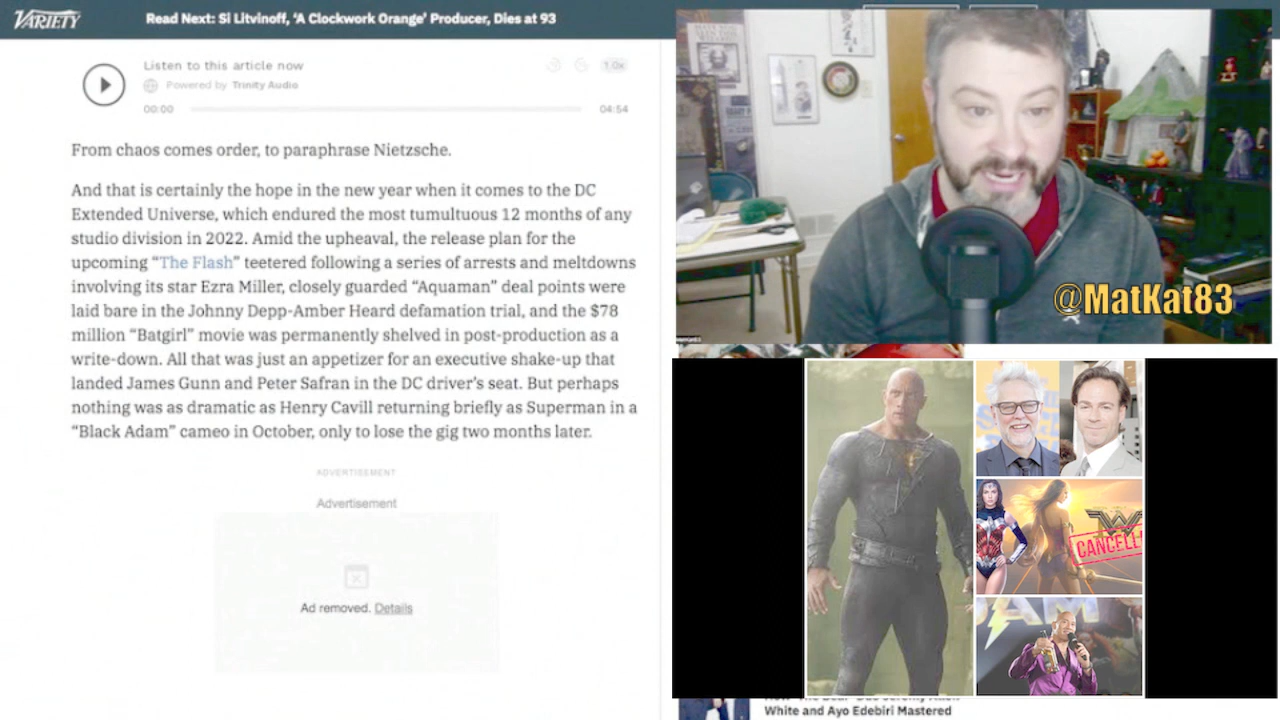 VARIETY
Read Next: Si Litvinoff, ‘A Clockwork Orange’ Producer, Dies at 93
Listen to this article now
Powered by Trinity Audio
1.0x
00:00
04:54
From chaos comes order, to paraphrase Nietzsche.
And that is certainly the hope in the new year when it comes to the DC
Extended Universe, which endured the most tumultuous 12 months of any
studio division in 2022. Amid the upheaval, the release plan for the
upcoming “The Flash” teetered following a series of arrests and meltdowns
involving its star Ezra Miller, closely guarded “Aquaman” deal points were
laid bare in the Johnny Depp-Amber Heard defamation trial, and the $78
million “Batgirl” movie was permanently shelved in post-production as a
write-down. All that was just an appetizer for an executive shake-up that
landed James Gunn and Peter Safran in the DC driver’s seat. But perhaps
nothing was as dramatic as Henry Cavill returning briefly as Superman in a
“Black Adam” cameo in October, only to lose the gig two months later.
ADVERTISEMENT
Advertisement
Ad removed. Details
@MatKat83
CANCELL
DAM
White and Ayo Edebiri Mastered